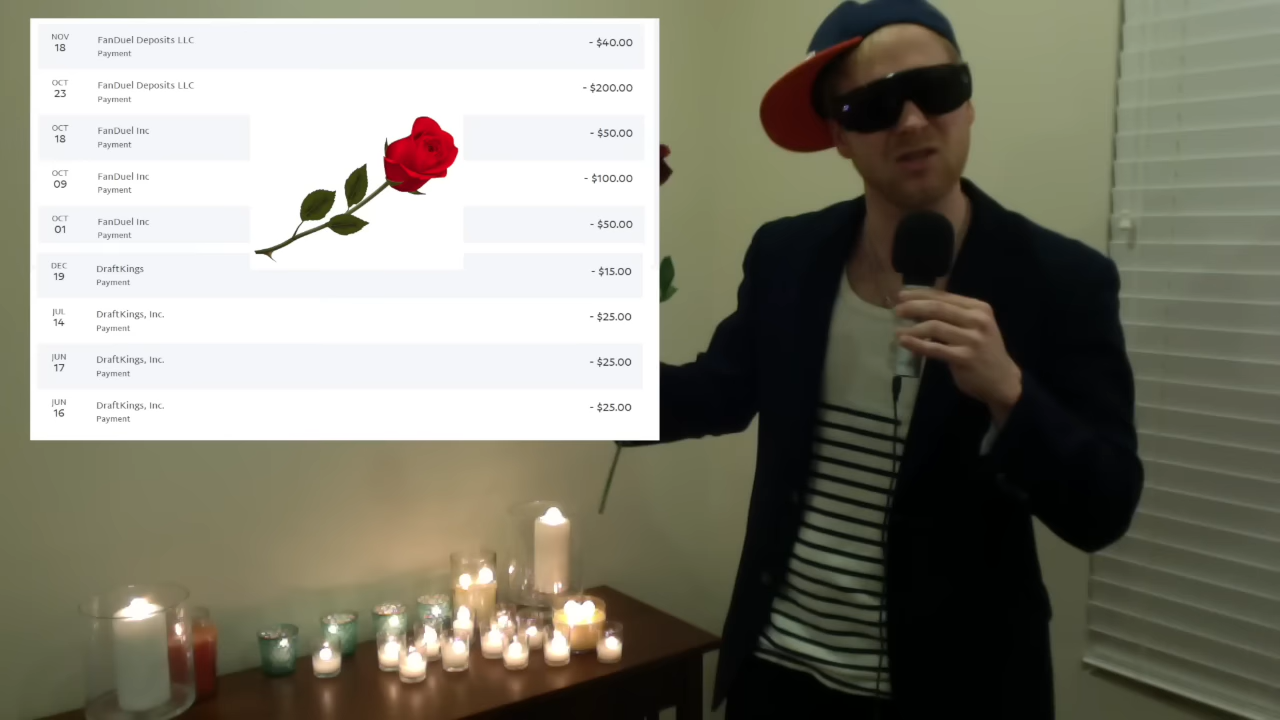 NOV
18
FanDuel Deposits LLC
Payment
- $40.00
OCT
23
FanDuel Deposits LLC
Payment
- $200.00
OCT
18
FanDuel Inc
Payment
- $50.00
OCT
09
FanDuel Inc
Payment
- $100.00
OCT
01
FanDuel Inc
Payment
- $50.00
DEC
19
DraftKings
Payment
- $15.00
JUL
14
DraftKings, Inc.
Payment
- $25.00
JUN
17
DraftKings, Inc.
Payment
- $25.00
JUN
16
DraftKings, Inc.
Payment
- $25.00